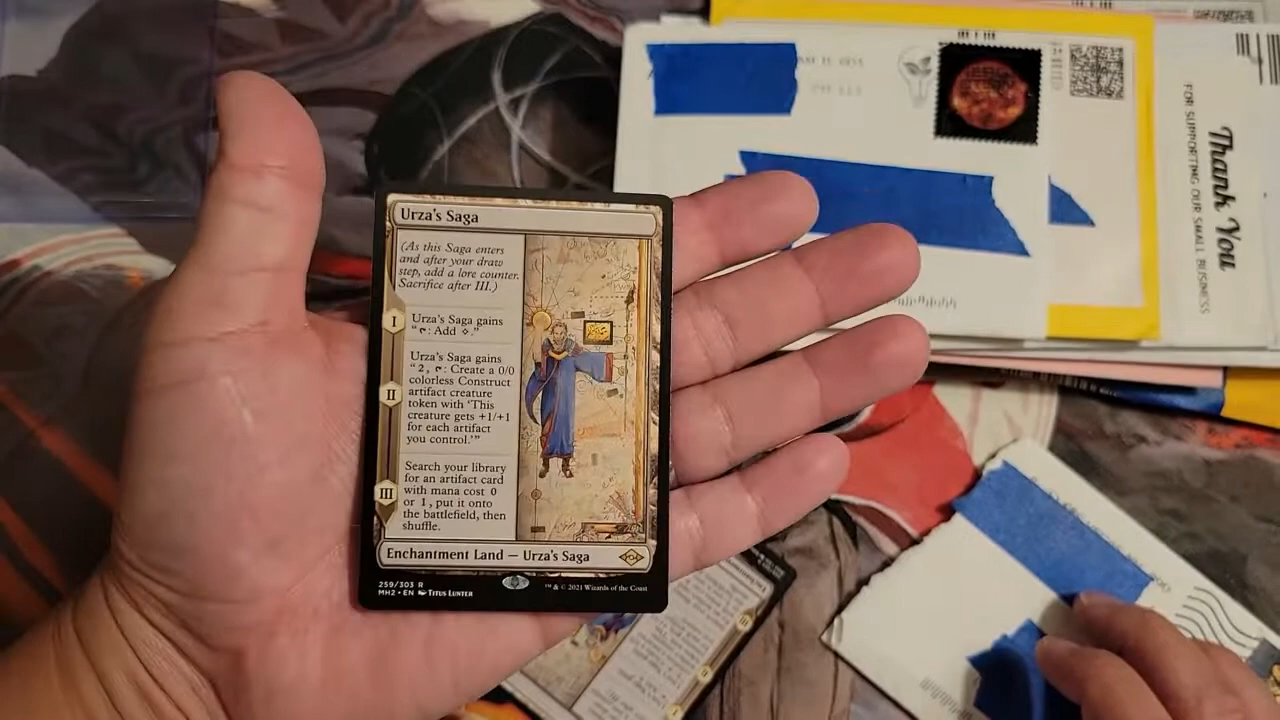 Urza's Saga
(As this Saga enters
and after your draw
step, add a lore counter.
Sacrifice after III.)
I
Urza's Saga gains
“T: Add ◇.”
II
Urza's Saga gains
“2, T: Create a 0/0
colorless Construct
artifact creature
token with ‘This
creature gets +1/+1
for each artifact
you control.’”
III
Search your library
for an artifact card
with mana cost 0
or 1, put it onto
the battlefield, then
shuffle.
Enchantment Land — Urza's Saga
259/303 R
MH2 • EN Titus Lunter
™ & © 2021 Wizards of the Coast
Thank You
FOR SUPPORTING OUR SMALL BUSINESS